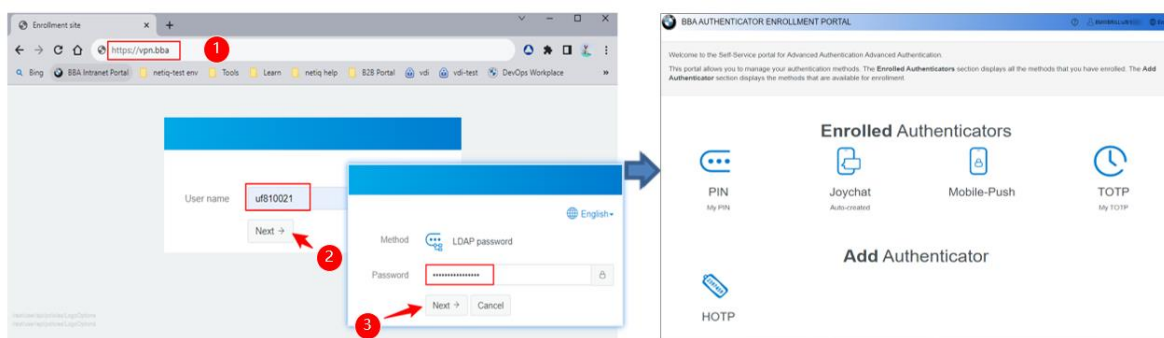 Enrollment site
https://vpn.bba
1
Bing
BBA Intranet Portal
netiq-test env
Tools
Learn
netiq help
B2B Portal
vdi
vdi-test
DevOps Workplace
»
User name
uf810021
Next →
2
English
Method
LDAP password
Password
Next →
Cancel
3
BBA AUTHENTICATOR ENROLLMENT PORTAL
Welcome to the Self-Service portal for Advanced Authentication Advanced Authentication.
This portal allows you to manage your authentication methods. The Enrolled Authenticators section displays all the methods that you have enrolled. The Add
Authenticator section displays the methods that are available for enrollment.
Enrolled Authenticators
PIN
Joychat
Mobile-Push
TOTP
My PIN
Auto-created
My TOTP
Add Authenticator
HOTP